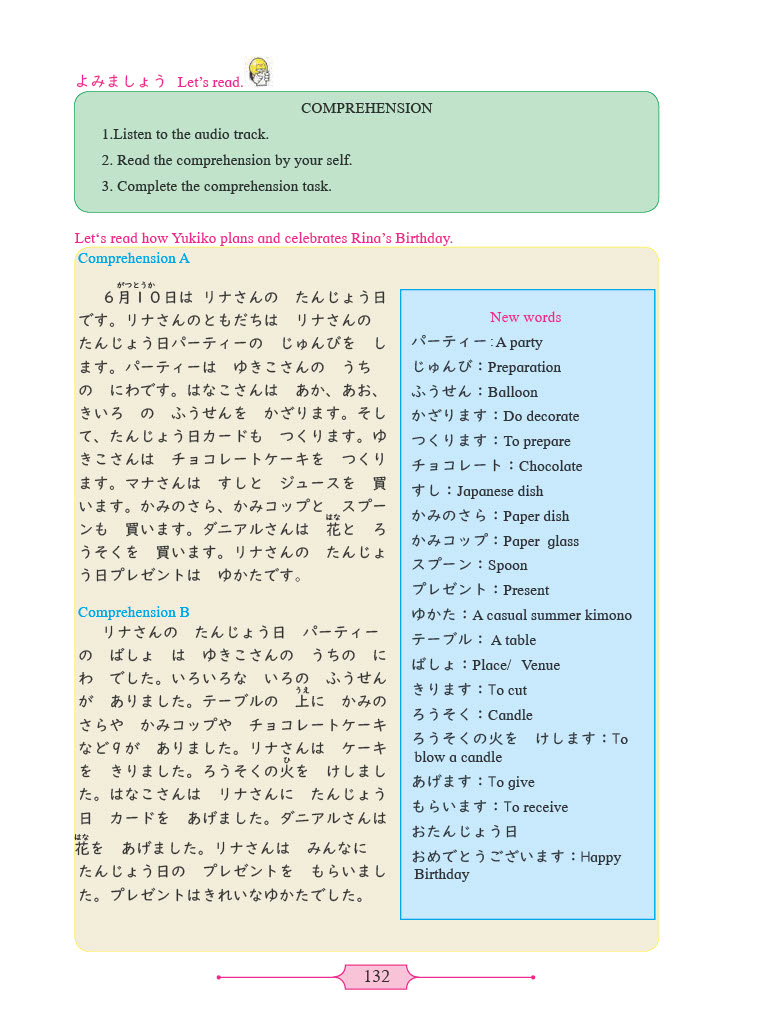 よみましょう Let's read.
COMPREHENSION
1.Listen to the audio track.
2. Read the comprehension by your self.
3. Complete the comprehension task.
Let‘s read how Yukiko plans and celebrates Rina's Birthday.
Comprehension A
がつとうか
６月１０日は リナさんの　たんじょう日
です。リナさんのともだちは　リナさんの
たんじょう日パーティーの　じゅんびを　し
ます。パーティーは　ゆきこさんの　うち
の　にわです。はなこさんは　あか、あお、
きいろ　の　ふうせんを　かざります。そし
て、たんじょう日カードも　つくります。ゆ
きこさんは　チョコレートケーキを　つくり
ます。マナさんは　すしと　ジュースを　買
います。かみのさら、かみコップと　スプー
はな
ンも　買います。ダニアルさんは　花と　ろ
うそくを　買います。リナさんの　たんじょ
う日プレゼントは　ゆかたです。
Comprehension B
リナさんの　たんじょう日　パーティー
の　ばしょ　は　ゆきこさんの　うちの　に
わ　でした。いろいろな　いろの　ふうせん
うえ
が　ありました。テーブルの　上に　かみの
さらや　かみコップや　チョコレートケーキ
など９が　ありました。リナさんは　ケーキ
ひ
を　きりました。ろうそくの火を　けしまし
た。はなこさんは　リナさんに　たんじょう
日　カードを　あげました。ダニアルさんは
はな
花を　あげました。リナさんは　みんなに
たんじょう日の　プレゼントを　もらいまし
た。プレゼントはきれいなゆかたでした。
New words
パーティー：A party
じゅんび：Preparation
ふうせん：Balloon
かざります：Do decorate
つくります：To prepare
チョコレート：Chocolate
すし：Japanese dish
かみのさら：Paper dish
かみコップ：Paper glass
スプーン：Spoon
プレゼント：Present
ゆかた：A casual summer kimono
テーブル： A table
ばしょ：Place/ Venue
きります：To cut
ろうそく：Candle
ろうそくの火を　けします：To
blow a candle
あげます：To give
もらいます：To receive
おたんじょう日
おめでとうございます：Happy
Birthday
132